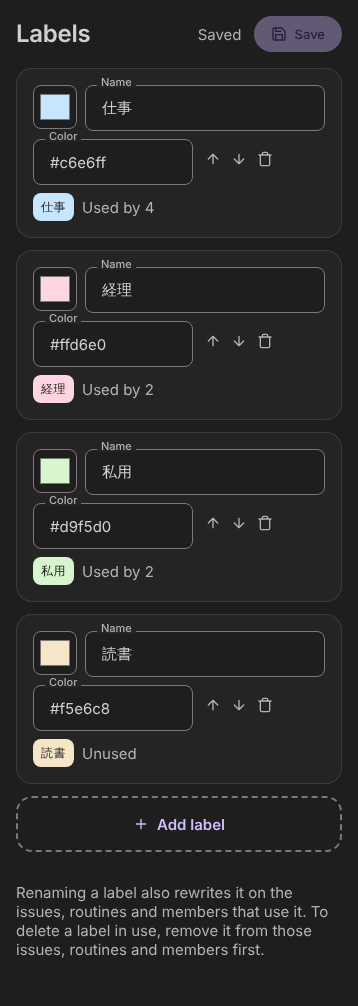 Labels
Saved
Save
Name
仕事
Color
#c6e6ff
仕事
Used by 4
Name
経理
Color
#ffd6e0
経理
Used by 2
Name
私用
Color
#d9f5d0
私用
Used by 2
Name
読書
Color
#f5e6c8
読書
Unused
+ Add label
Renaming a label also rewrites it on the
issues, routines and members that use it. To
delete a label in use, remove it from those
issues, routines and members first.